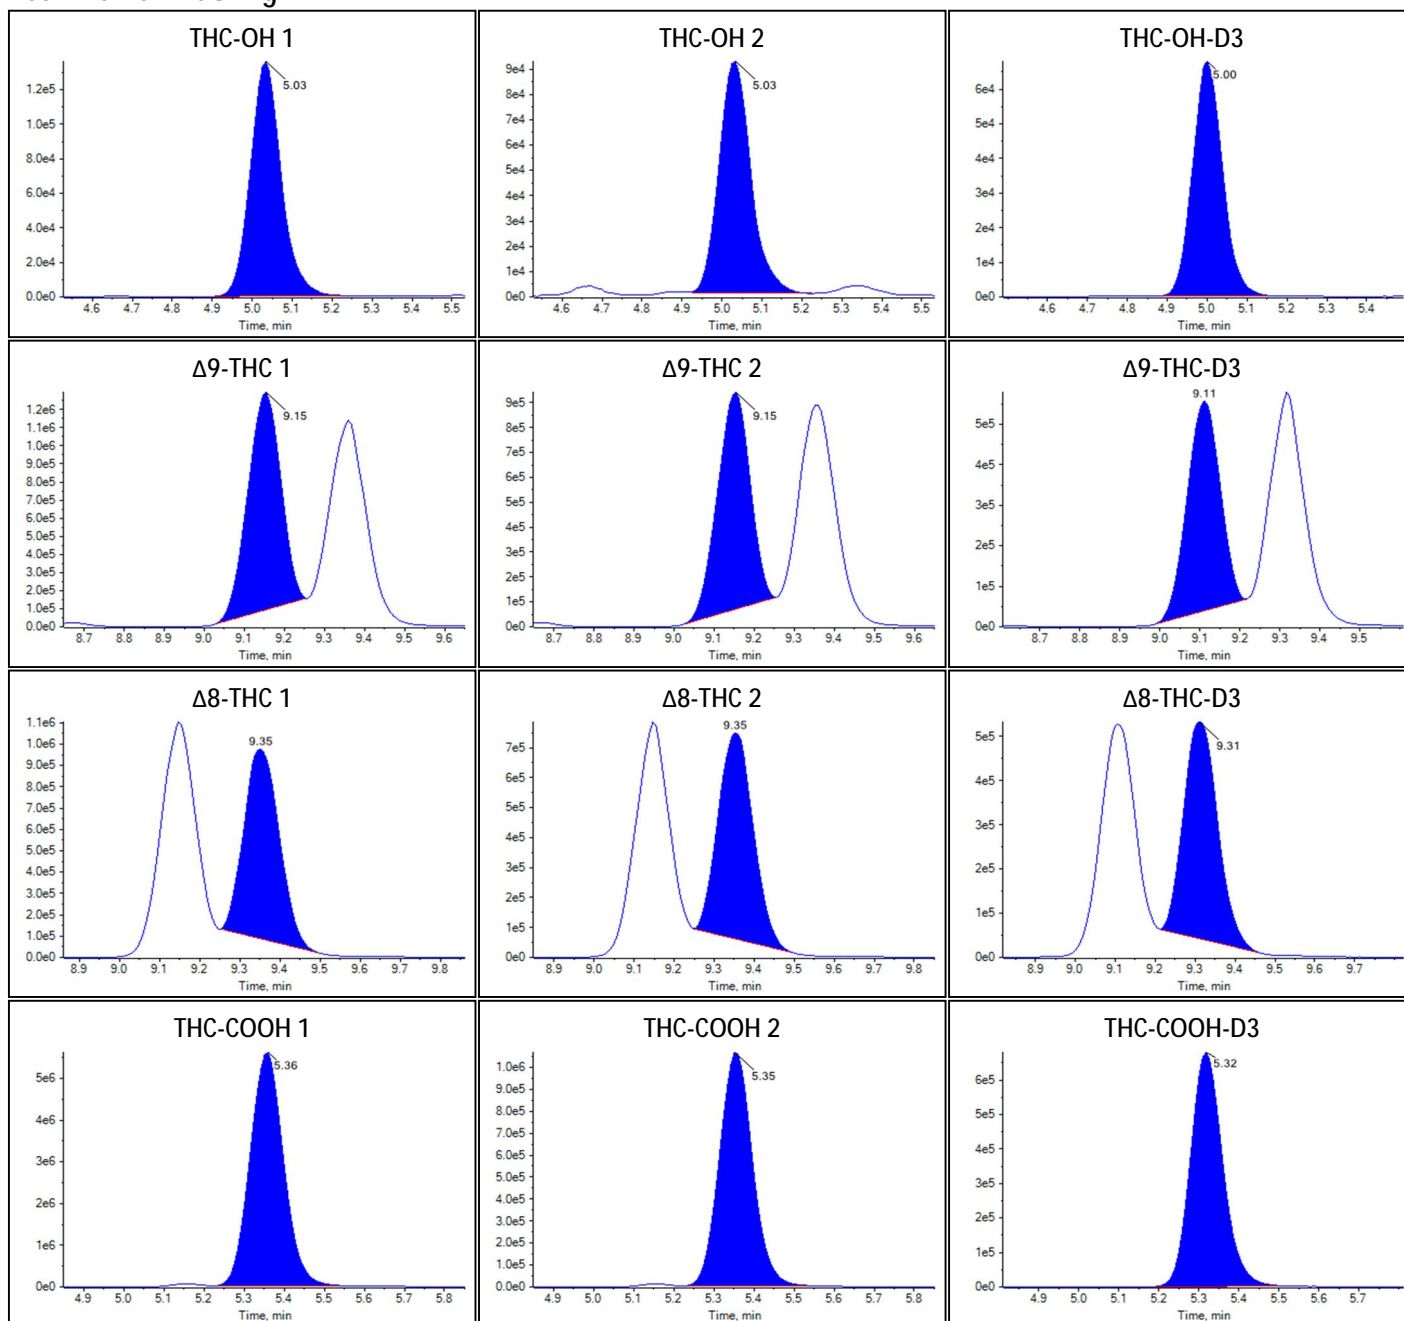 THC-OH 1
5.03
1.2e5
1.0e5
8.0e4
6.0e4
4.0e4
2.0e4
0.0e0
4.6 4.7 4.8 4.9 5.0 5.1 5.2 5.3 5.4 5.5
Time, min
THC-OH 2
5.03
9e4
8e4
7e4
6e4
5e4
4e4
3e4
2e4
1e4
0e0
4.6 4.7 4.8 4.9 5.0 5.1 5.2 5.3 5.4 5.5
Time, min
THC-OH-D3
5.00
6e4
5e4
4e4
3e4
2e4
1e4
0e0
4.6 4.7 4.8 4.9 5.0 5.1 5.2 5.3 5.4
Time, min
Δ9-THC 1
9.15
1.2e6
1.1e6
1.0e6
9.0e5
8.0e5
7.0e5
6.0e5
5.0e5
4.0e5
3.0e5
2.0e5
1.0e5
0.0e0
8.7 8.8 8.9 9.0 9.1 9.2 9.3 9.4 9.5 9.6
Time, min
Δ9-THC 2
9.15
9e5
8e5
7e5
6e5
5e5
4e5
3e5
2e5
1e5
0e0
8.7 8.8 8.9 9.0 9.1 9.2 9.3 9.4 9.5 9.6
Time, min
Δ9-THC-D3
9.11
5e5
4e5
3e5
2e5
1e5
0e0
8.7 8.8 8.9 9.0 9.1 9.2 9.3 9.4 9.5
Time, min
Δ8-THC 1
9.35
1.1e6
1.0e6
9.0e5
8.0e5
7.0e5
6.0e5
5.0e5
4.0e5
3.0e5
2.0e5
1.0e5
0.0e0
8.9 9.0 9.1 9.2 9.3 9.4 9.5 9.6 9.7 9.8
Time, min
Δ8-THC 2
9.35
7e5
6e5
5e5
4e5
3e5
2e5
1e5
0e0
8.9 9.0 9.1 9.2 9.3 9.4 9.5 9.6 9.7 9.8
Time, min
Δ8-THC-D3
9.31
5e5
4e5
3e5
2e5
1e5
0e0
8.9 9.0 9.1 9.2 9.3 9.4 9.5 9.6 9.7
Time, min
THC-COOH 1
5.36
5e6
4e6
3e6
2e6
1e6
0e0
4.9 5.0 5.1 5.2 5.3 5.4 5.5 5.6 5.7 5.8
Time, min
THC-COOH 2
5.35
1.0e6
9.0e5
8.0e5
7.0e5
6.0e5
5.0e5
4.0e5
3.0e5
2.0e5
1.0e5
0.0e0
4.9 5.0 5.1 5.2 5.3 5.4 5.5 5.6 5.7 5.8
Time, min
THC-COOH-D3
5.32
6e5
5e5
4e5
3e5
2e5
1e5
0e0
4.9 5.0 5.1 5.2 5.3 5.4 5.5 5.6 5.7
Time, min